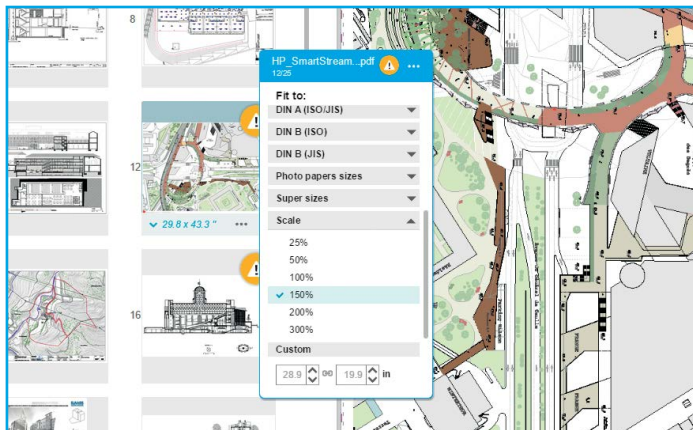 8
HP_SmartStream...pdf
12/25
Fit to:
DIN A (ISO/JIS)
DIN B (ISO)
12
DIN B (JIS)
Photo papers sizes
Super sizes
29.8 x 43.3 "
Scale
25%
50%
100%
150%
16
200%
300%
Custom
28.9
19.9
in